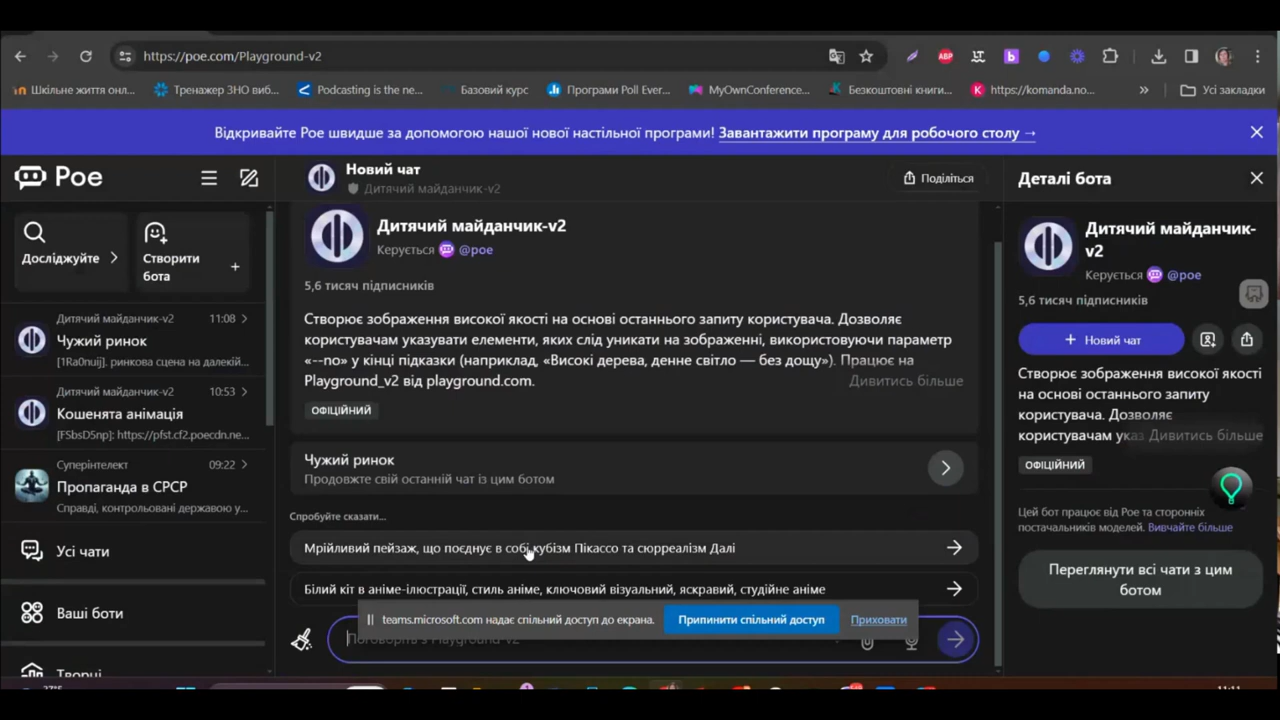 https://poe.com/Playground-v2
Шкільне життя онл...
Тренажер ЗНО виб...
Podcasting is the ne...
Базовий курс
Програми Poll Ever...
MyOwnConference...
Безкоштовні книги...
https://komanda.no...
»
Усі закладки
Відкривайте Poe швидше за допомогою нашої нової настільної програми! Завантажити програму для робочого столу →
Poe
Досліджуйте
Створити
бота
Дитячий майданчик-v2 11:08
Чужий ринок
[1Ra0nuij]. ринкова сцена на далекій...
Дитячий майданчик-v2 10:53
Кошенята анімація
[FSbsD5np]: https://pfst.cf2.poecdn.ne...
Суперінтелект 09:22
Пропаганда в СРСР
Справді, контрольовані державою у...
Усі чати
Ваші боти
Творці
Новий чат
Дитячий майданчик-v2
Поділіться
Дитячий майданчик-v2
Керується @poe
5,6 тисяч підписників
Створює зображення високої якості на основі останнього запиту користувача. Дозволяє
користувачам указувати елементи, яких слід уникати на зображенні, використовуючи параметр
«--no» у кінці підказки (наприклад, «Високі дерева, денне світло — без дощу»). Працює на
Playground_v2 від playground.com.
Дивитись більше
ОФІЦІЙНИЙ
Чужий ринок
Продовжте свій останній чат із цим ботом
Спробуйте сказати...
Мрійливий пейзаж, що поєднує в собі кубізм Пікассо та сюрреалізм Далі
Білий кіт в аніме-ілюстрації, стиль аніме, ключовий візуальний, яскравий, студійне аніме
teams.microsoft.com надає спільний доступ до екрана.
Припинити спільний доступ
Приховати
Поговоріть з Playground-v2
Деталі бота
Дитячий майданчик-
v2
Керується @poe
5,6 тисяч підписників
Новий чат
Створює зображення високої якості
на основі останнього запиту
користувача. Дозволяє
користувачам указ Дивитись більше
ОФІЦІЙНИЙ
Цей бот працює від Poe та сторонніх
постачальників моделей. Вивчайте більше
Переглянути всі чати з цим
ботом
11:11